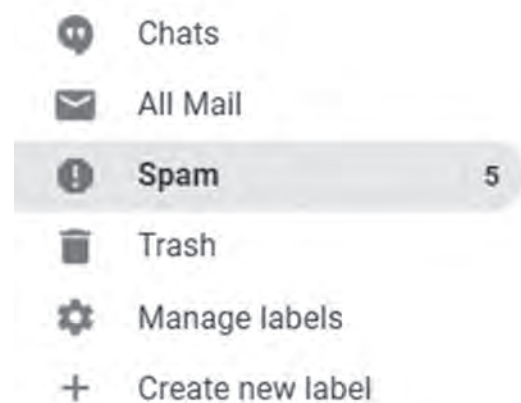 Chats
All Mail
Spam 5
Trash
Manage labels
Create new label